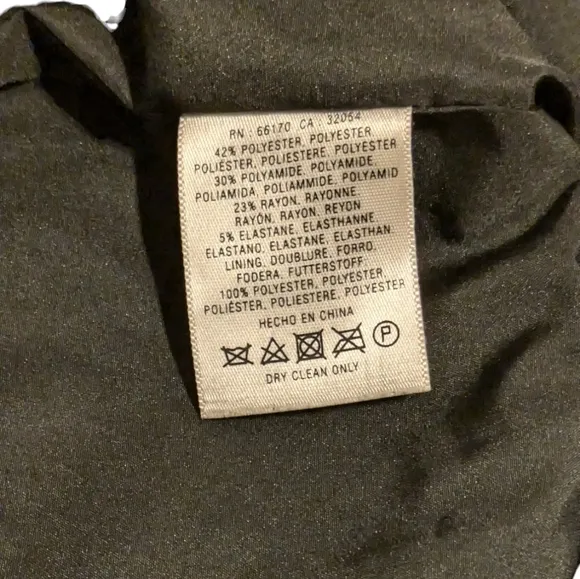 RN : 66170 CA : 32054
42% POLYESTER, POLYESTER
POLIÉSTER, POLIESTERE, POLYESTER
30% POLYAMIDE, POLYAMIDE,
POLIAMIDA, POLIAMMIDE, POLYAMID
23% RAYON, RAYONNE,
RAYÓN, RAYON, REYON
5% ELASTANE, ELASTHANNE,
ELASTANO, ELASTANE, ELASTHAN
LINING, DOUBLURE, FORRO,
FODERA, FUTTERSTOFF
100% POLYESTER, POLYESTER,
POLIÉSTER, POLIESTERE, POLYESTER
HECHO EN CHINA
P
DRY CLEAN ONLY